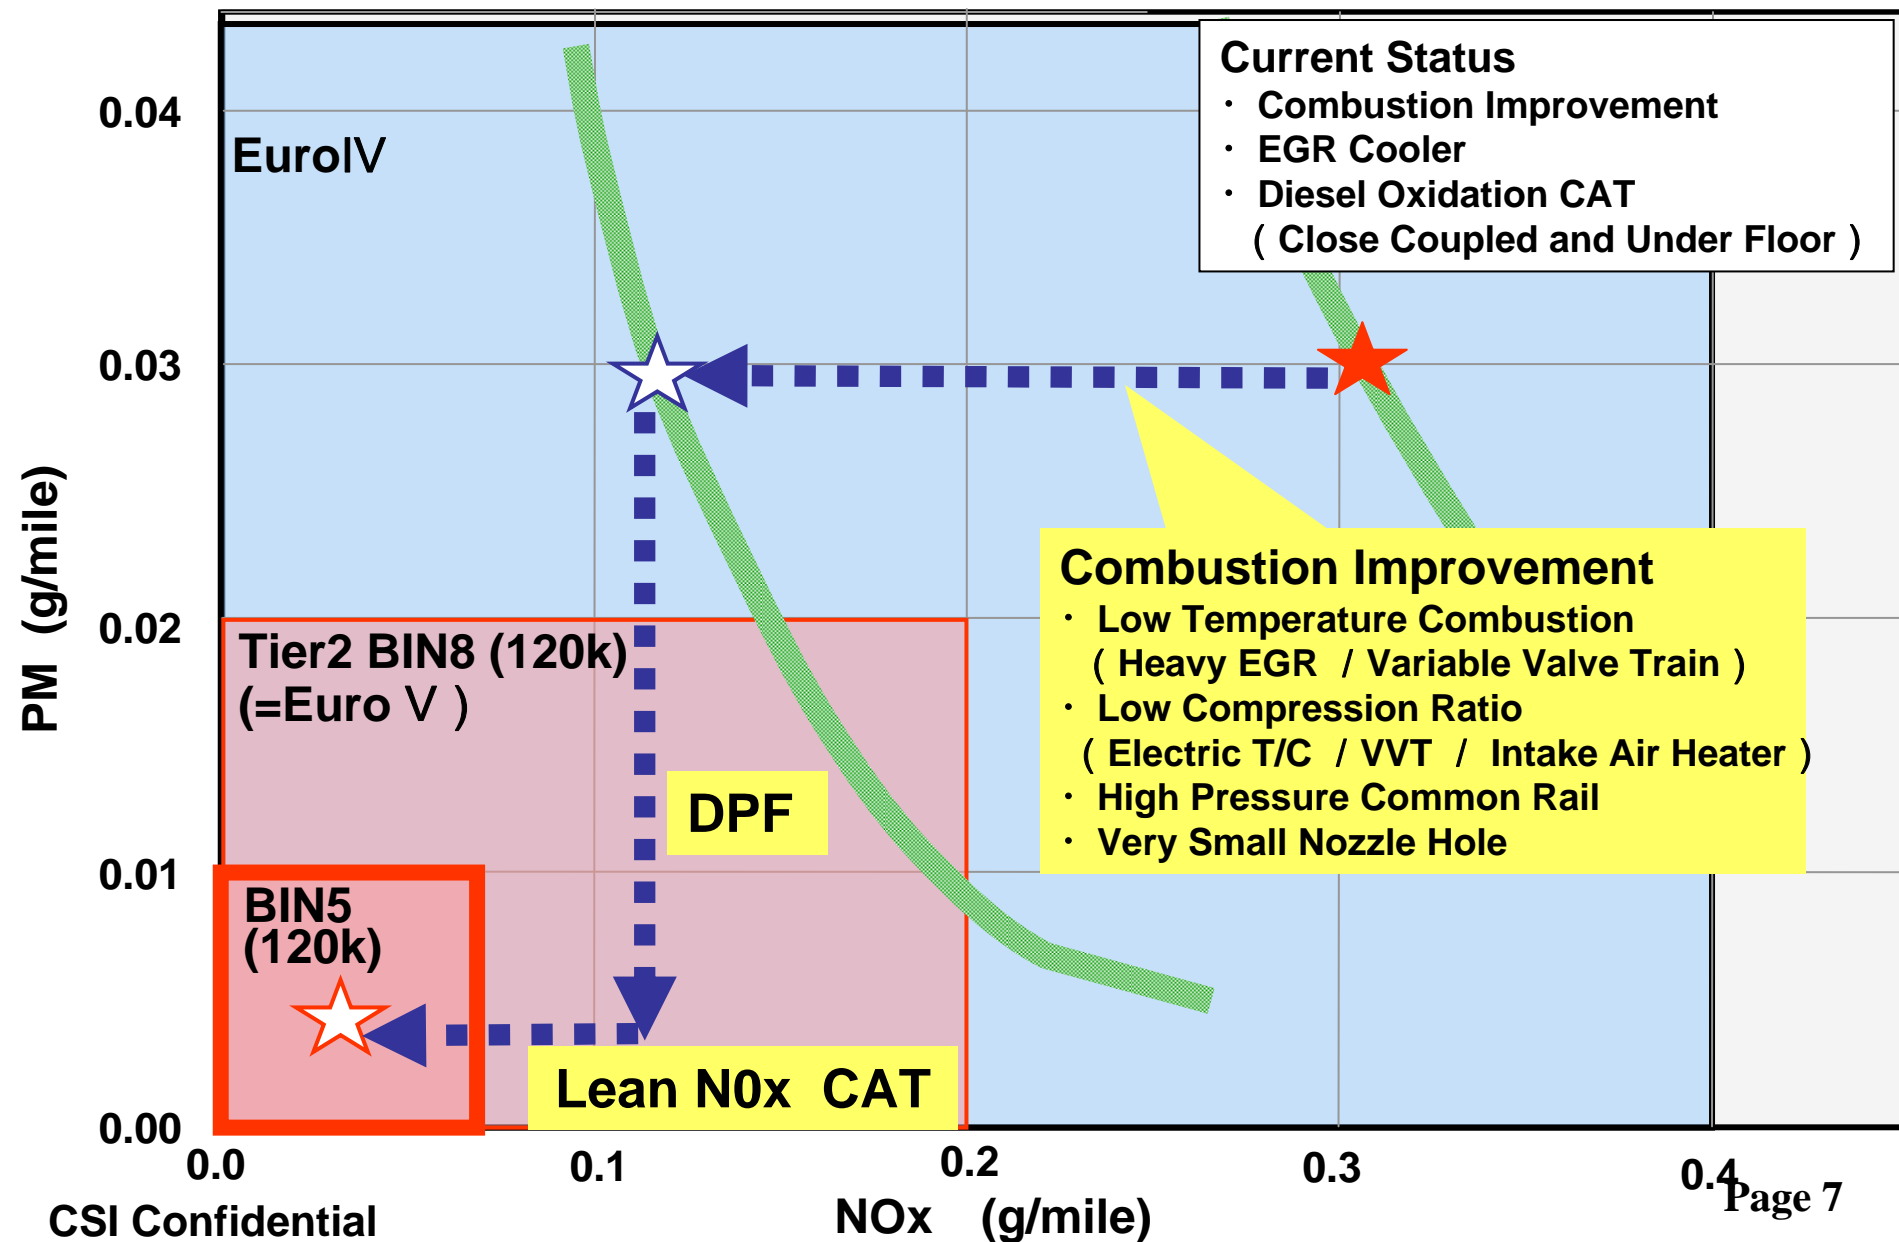 Current Status
・ Combustion Improvement
・ EGR Cooler
・ Diesel Oxidation CAT
( Close Coupled and Under Floor )
0.04
EuroⅣ
0.03
PM (g/mile)
0.02
Tier2 BIN8 (120k)
(=Euro Ⅴ )
Combustion Improvement
・ Low Temperature Combustion
( Heavy EGR / Variable Valve Train )
・ Low Compression Ratio
( Electric T/C / VVT / Intake Air Heater )
・ High Pressure Common Rail
・ Very Small Nozzle Hole
DPF
0.01
BIN5
(120k)
Lean N0x CAT
0.00
0.0 0.1 0.2 0.3 0.4
NOx (g/mile)
CSI Confidential
Page 7